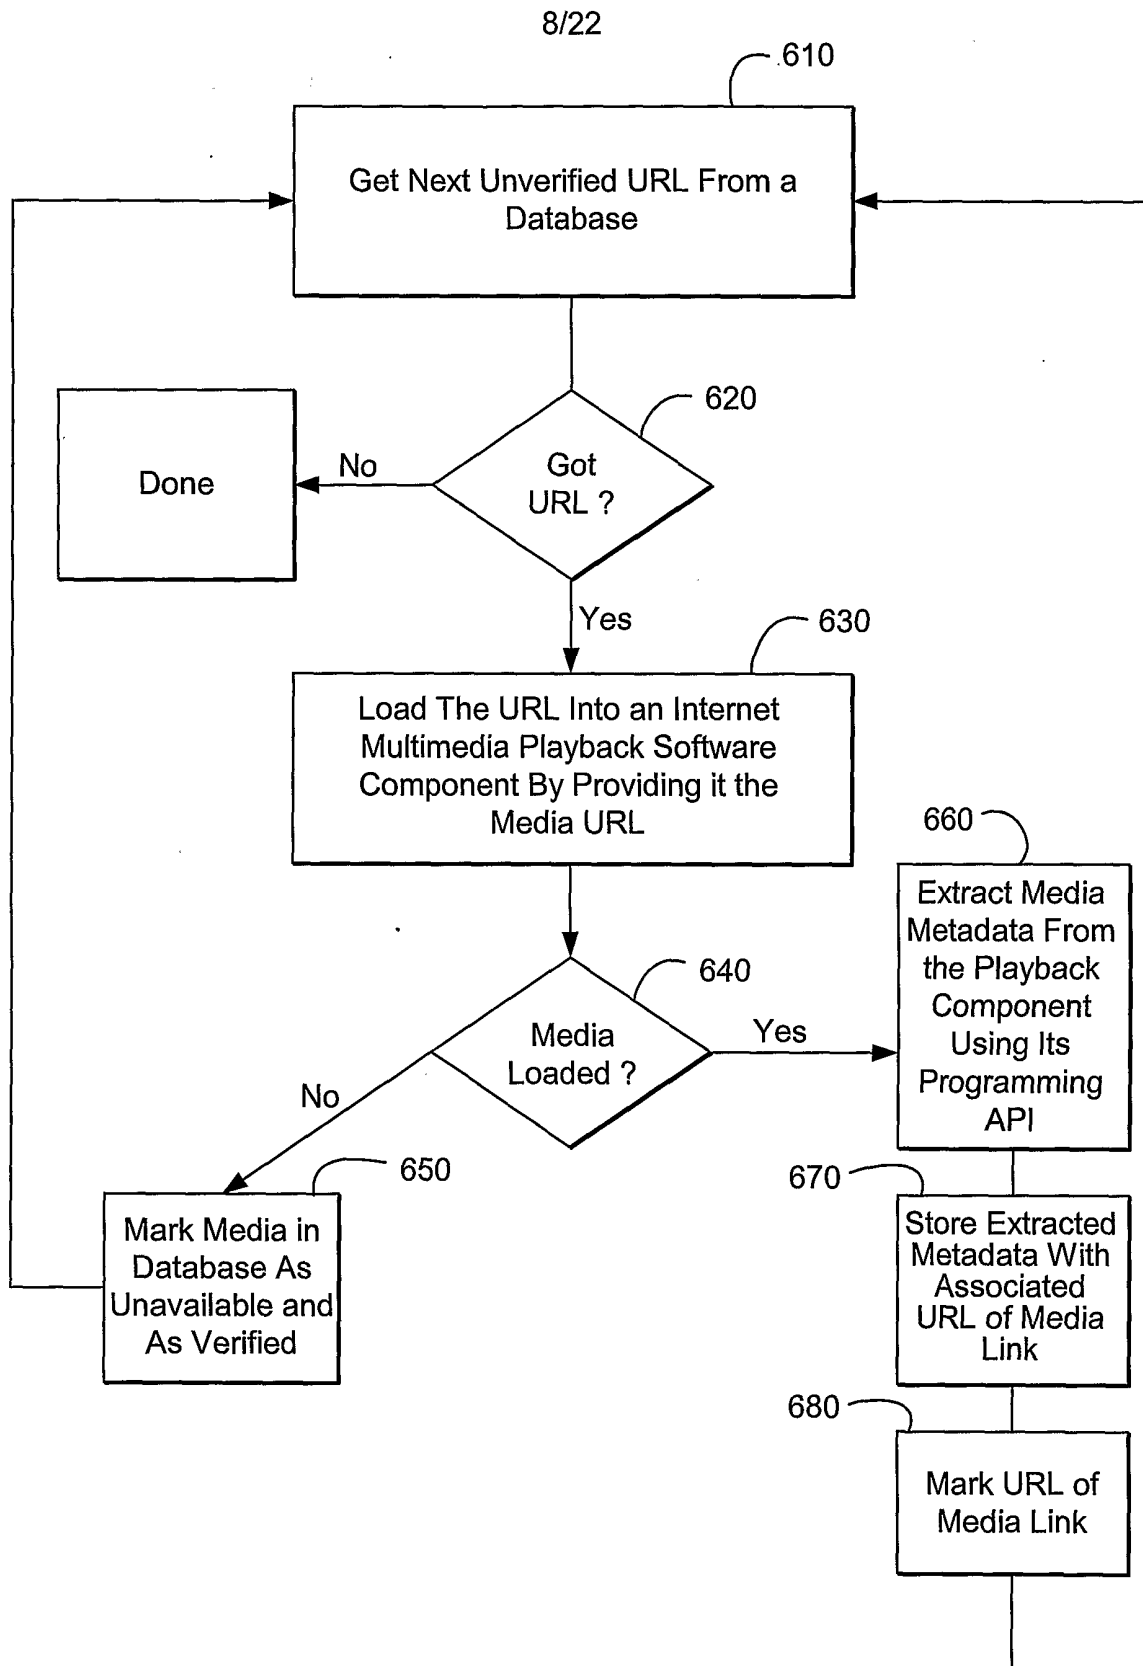 8/22
610
Get Next Unverified URL From a
Database
620
Got
URL ?
No
Done
Yes
630
Load The URL Into an Internet
Multimedia Playback Software
Component By Providing it the
Media URL
640
Media
Loaded ?
Yes
660
Extract Media
Metadata From
the Playback
Component
Using Its
Programming
API
No
650
Mark Media in
Database As
Unavailable and
As Verified
670
Store Extracted
Metadata With
Associated
URL of Media
Link
680
Mark URL of
Media Link